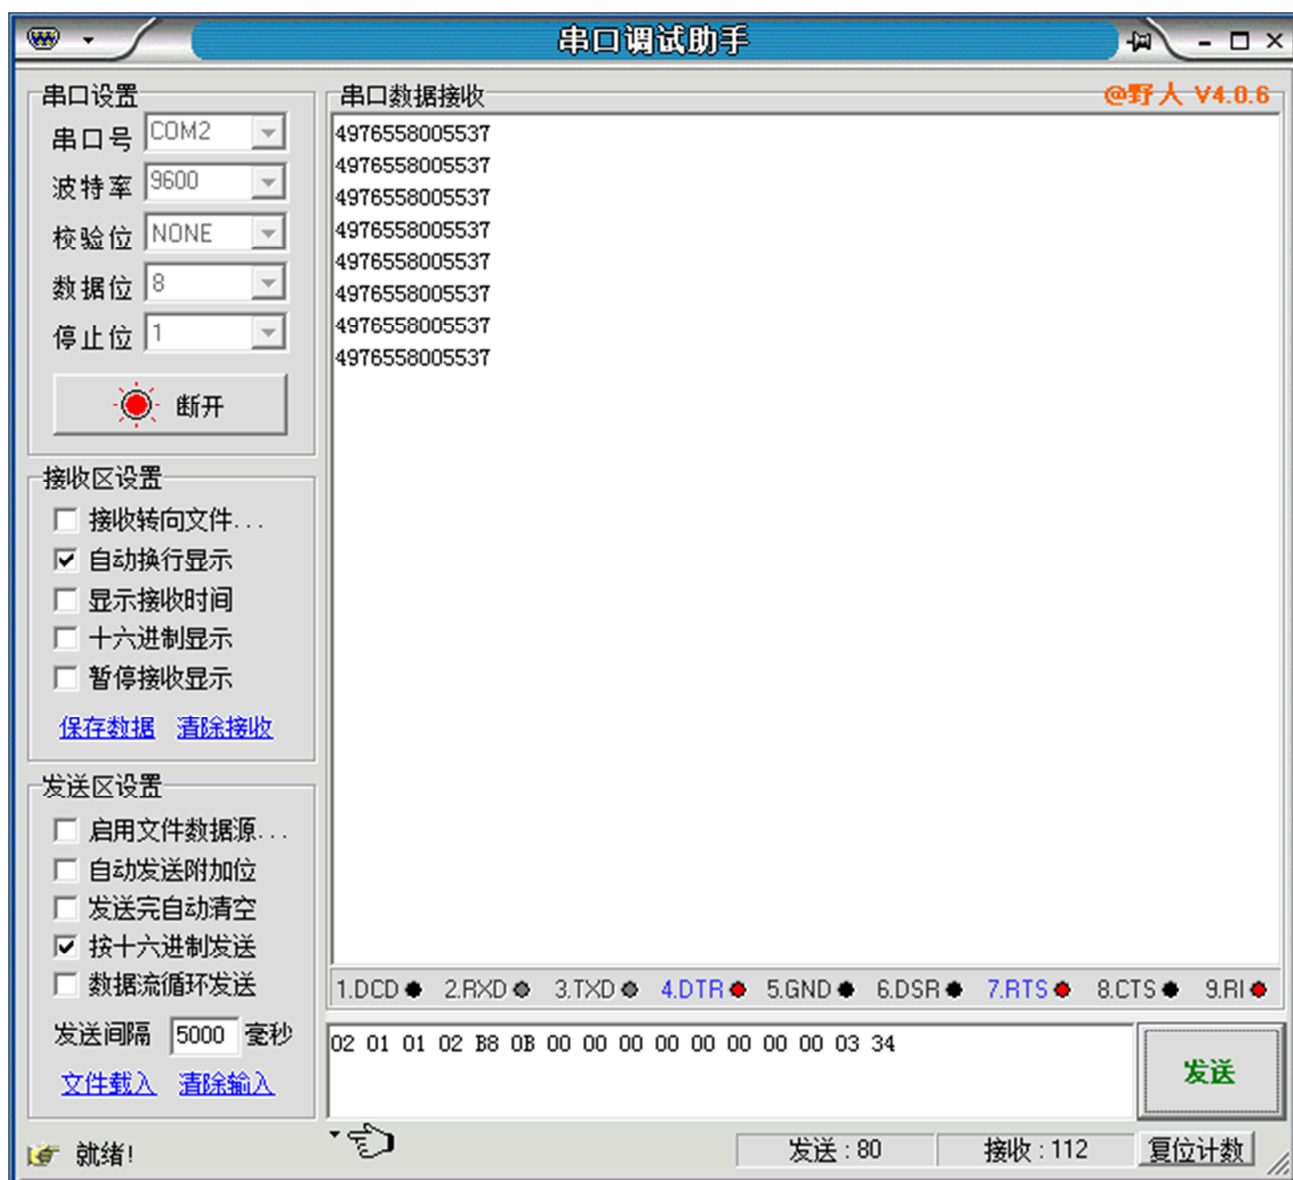 串口调试助手
串口设置
串口号 COM2
波特率 9600
校验位 NONE
数据位 8
停止位 1
断开
接收区设置
接收转向文件...
自动换行显示
显示接收时间
十六进制显示
暂停接收显示
保存数据 清除接收
发送区设置
启用文件数据源...
自动发送附加位
发送完自动清空
按十六进制发送
数据流循环发送
发送间隔 5000 毫秒
文件载入 清除输入
串口数据接收 @野人 V4.0.6
4976558005537
4976558005537
4976558005537
4976558005537
4976558005537
4976558005537
4976558005537
4976558005537
1.DCD 2.RXD 3.TXD 4.DTR 5.GND 6.DSR 7.RTS 8.CTS 9.RI
02 01 01 02 B8 0B 00 00 00 00 00 00 00 00 03 34
发送
就绪! 发送:80 接收:112 复位计数